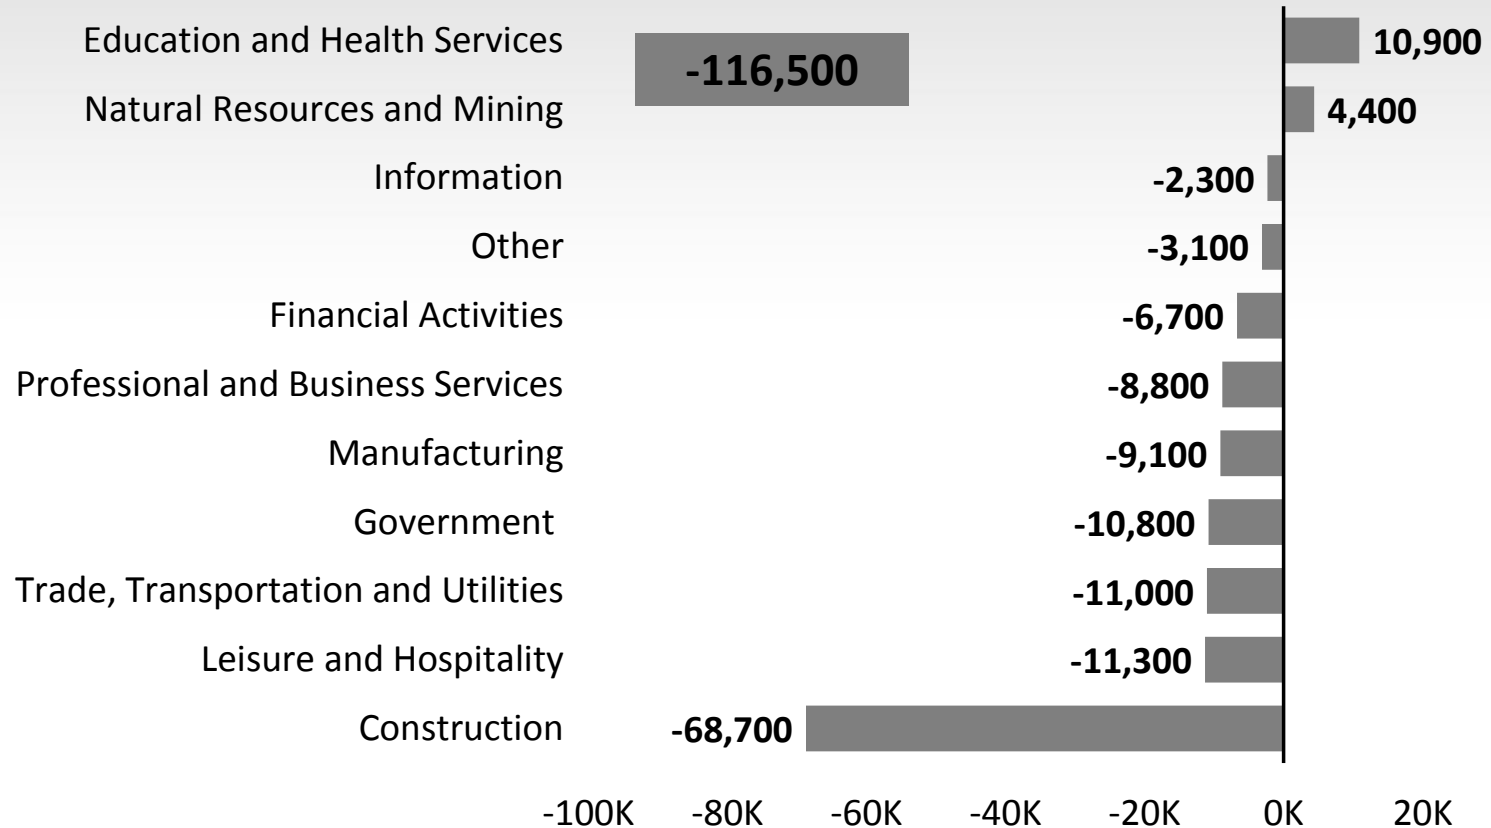 Education and Health Services 10,900
-116,500
Natural Resources and Mining 4,400
Information -2,300
Other -3,100
Financial Activities -6,700
Professional and Business Services -8,800
Manufacturing -9,100
Government -10,800
Trade, Transportation and Utilities -11,000
Leisure and Hospitality -11,300
Construction -68,700
-100K -80K -60K -40K -20K 0K 20K